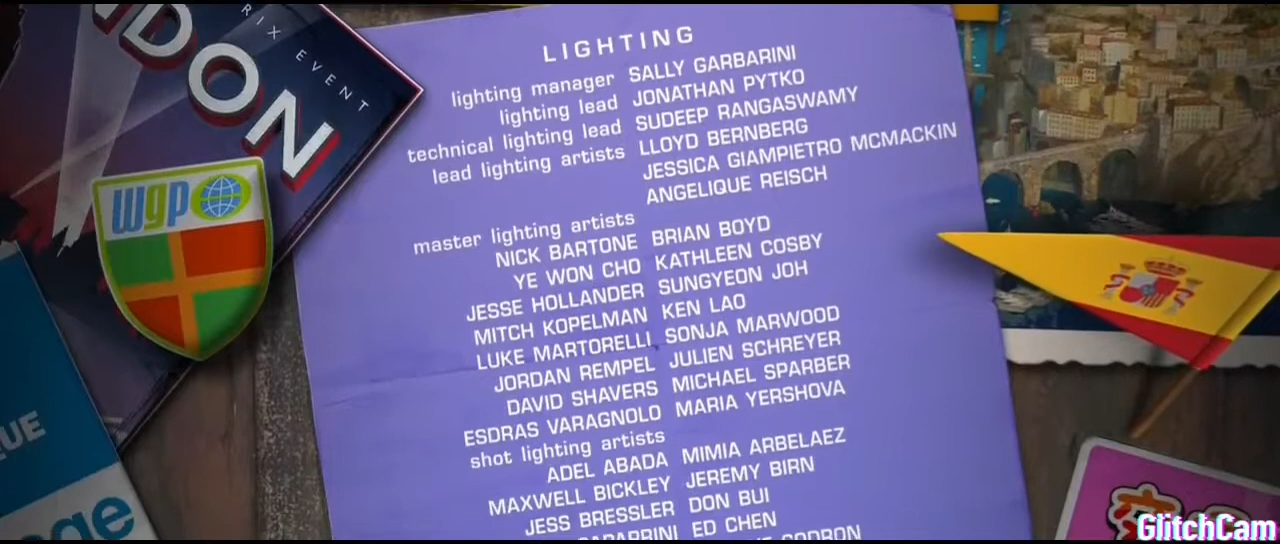 NDON
RIX EVENT
wgp
UE
ge
LIGHTING
lighting manager SALLY GARBARINI
lighting lead JONATHAN PYTKO
technical lighting lead SUDEEP RANGASWAMY
lead lighting artists LLOYD BERNBERG
JESSICA GIAMPIETRO MCMACKIN
ANGELIQUE REISCH
master lighting artists
NICK BARTONE BRIAN BOYD
YE WON CHO KATHLEEN COSBY
JESSE HOLLANDER SUNGYEON JOH
MITCH KOPELMAN KEN LAO
LUKE MARTORELLI SONJA MARWOOD
JORDAN REMPEL JULIEN SCHREYER
DAVID SHAVERS MICHAEL SPARBER
ESDRAS VARAGNOLO MARIA YERSHOVA
shot lighting artists
ADEL ABADA MIMIA ARBELAEZ
MAXWELL BICKLEY JEREMY BIRN
JESS BRESSLER DON BUI
ED CHEN
GlitchCam